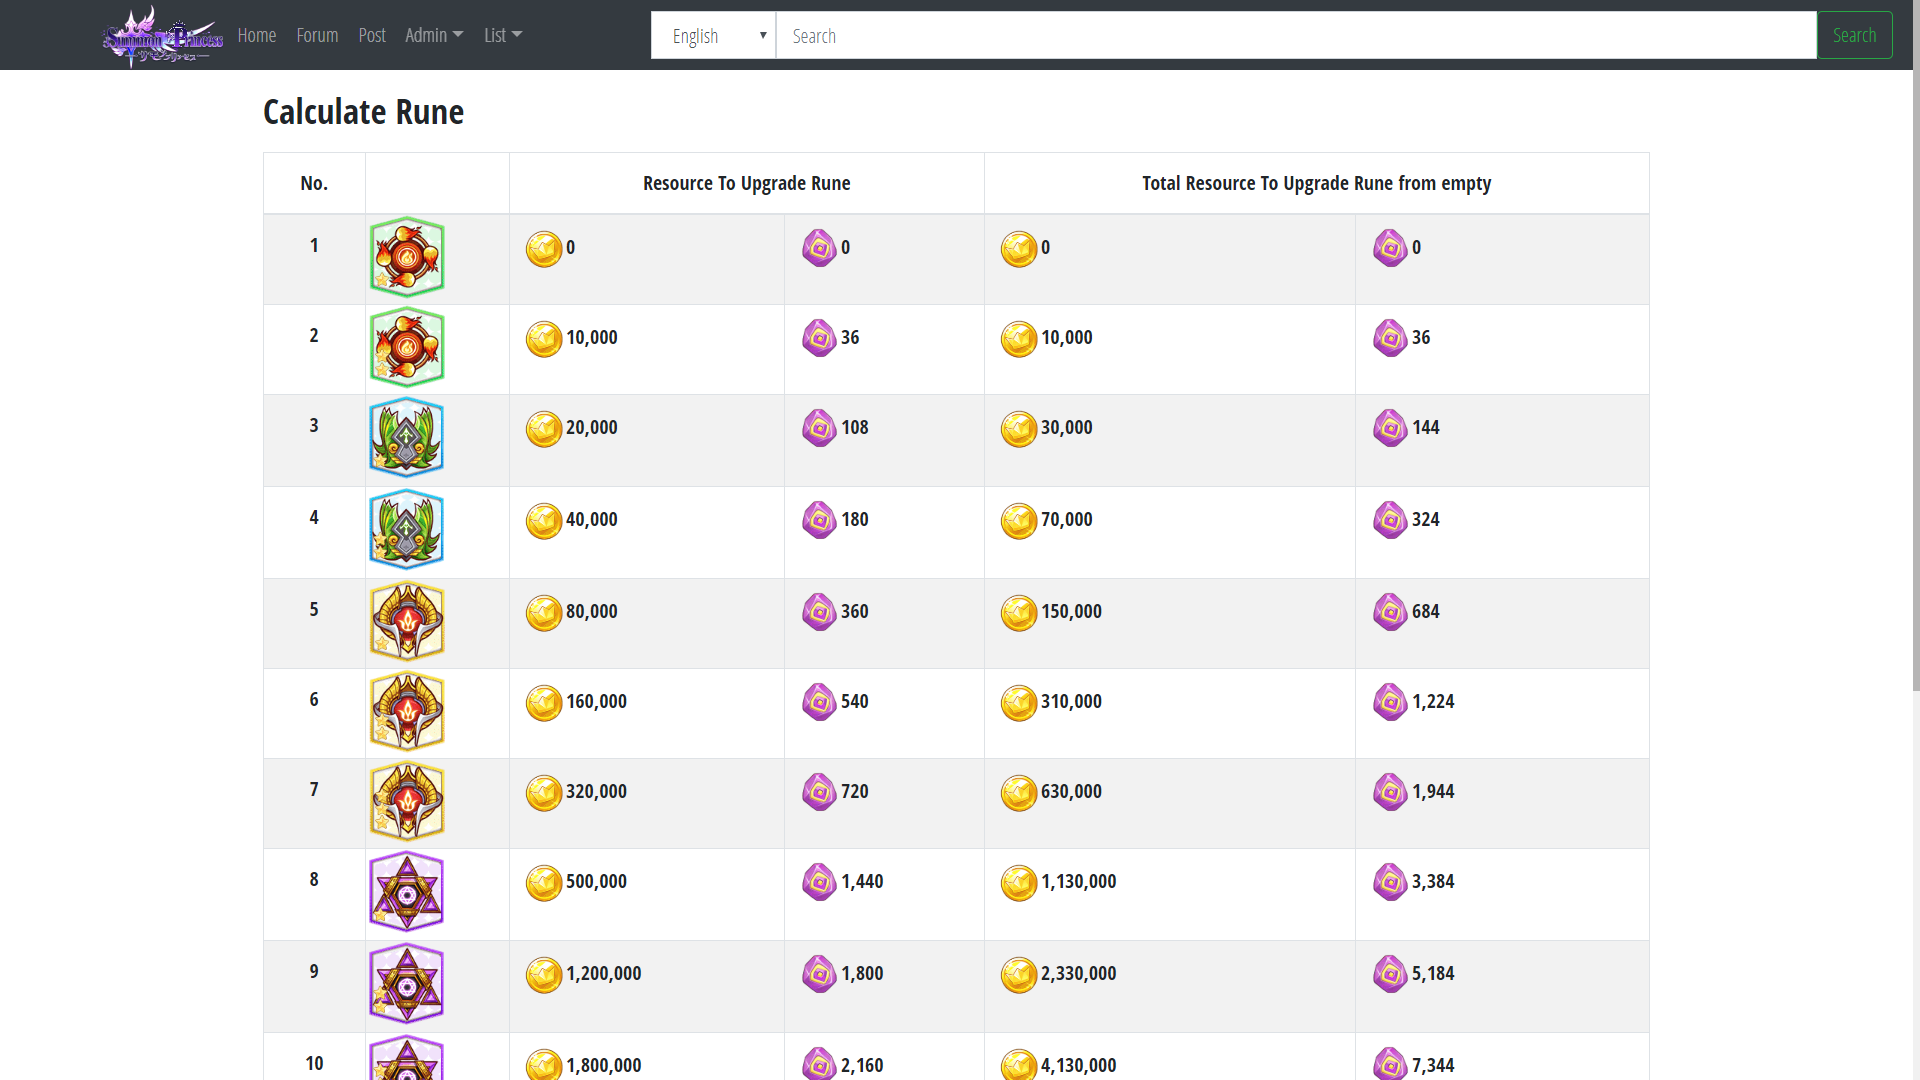 Summon Princess
Home Forum Post Admin List English Search Search
Calculate Rune
No. Resource To Upgrade Rune Total Resource To Upgrade Rune from empty
1 0 0 0 0
2 10,000 36 10,000 36
3 20,000 108 30,000 144
4 40,000 180 70,000 324
5 80,000 360 150,000 684
6 160,000 540 310,000 1,224
7 320,000 720 630,000 1,944
8 500,000 1,440 1,130,000 3,384
9 1,200,000 1,800 2,330,000 5,184
10 1,800,000 2,160 4,130,000 7,344